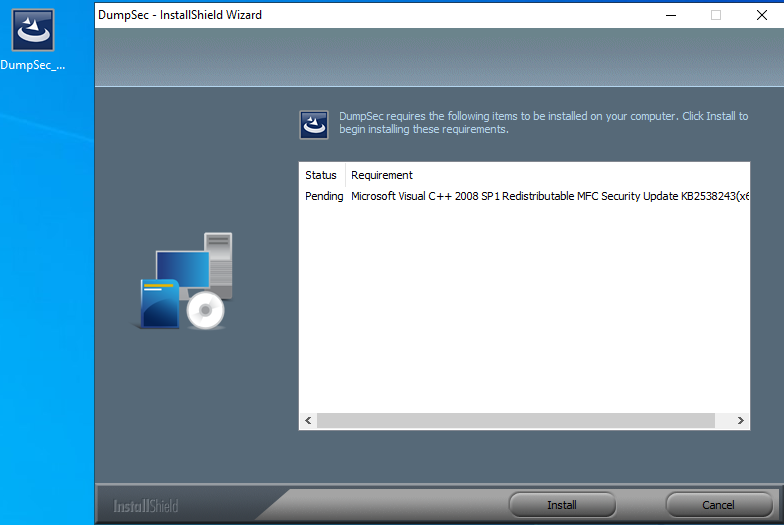 DumpSec - InstallShield Wizard
DumpSec_...
DumpSec requires the following items to be installed on your computer. Click Install to
begin installing these requirements.
Status Requirement
Pending Microsoft Visual C++ 2008 SP1 Redistributable MFC Security Update KB2538243(x6
InstallShield
Install
Cancel